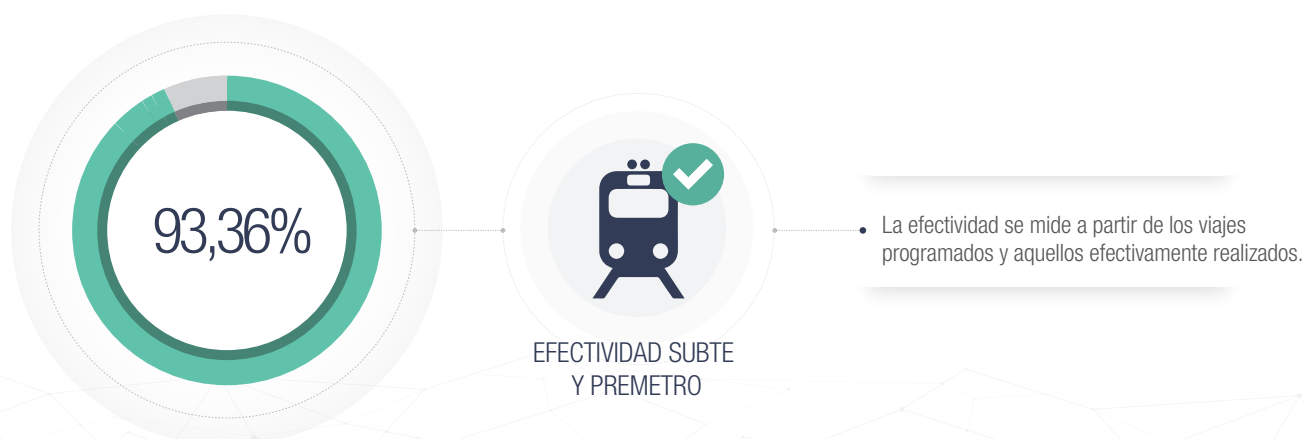 93,36%
EFECTIVIDAD SUBTE
Y PREMETRO
La efectividad se mide a partir de los viajes
programados y aquellos efectivamente realizados.